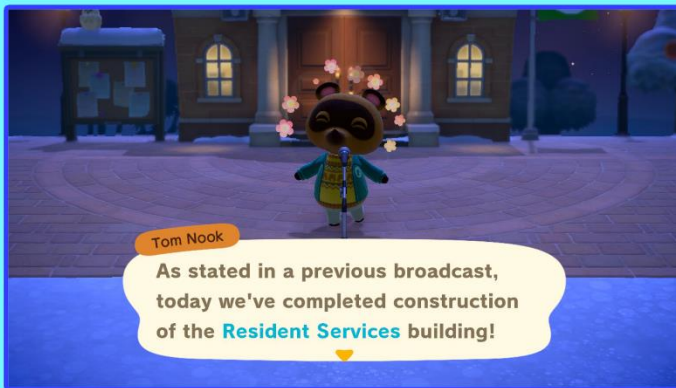 Tom Nook
As stated in a previous broadcast,
today we've completed construction
of the Resident Services building!